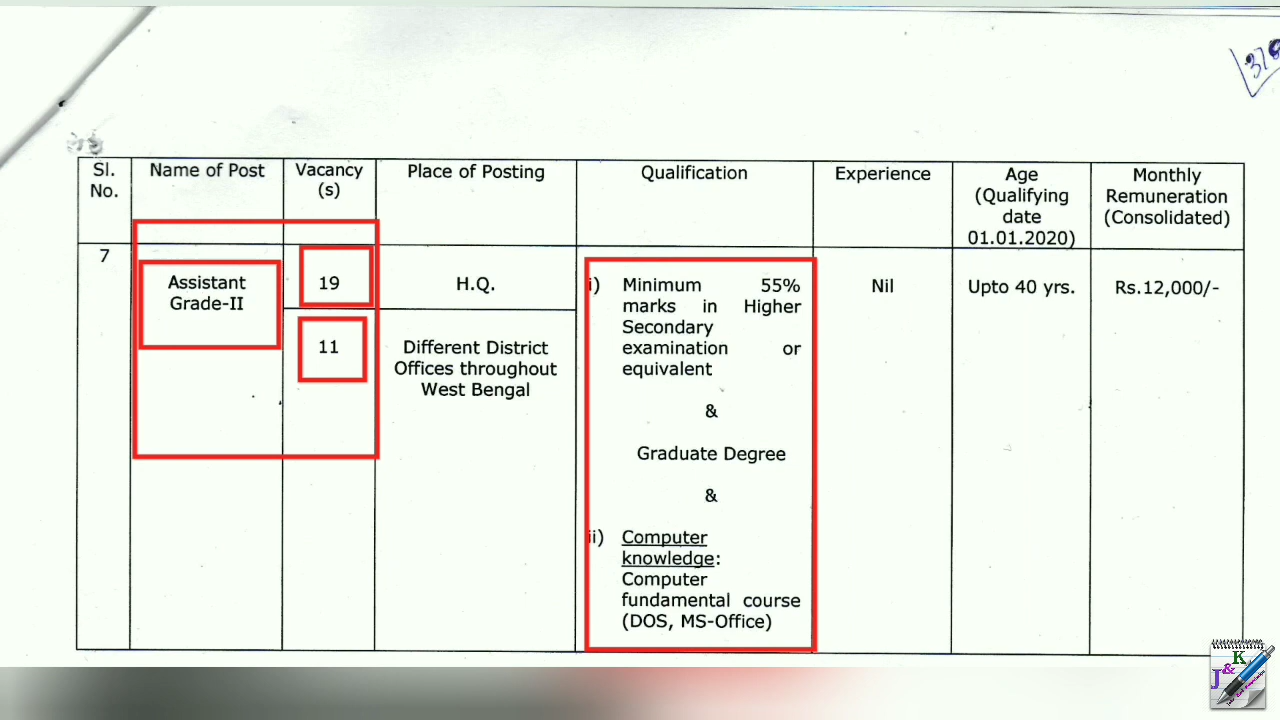 378
Sl. No.
Name of Post
Vacancy (s)
Place of Posting
Qualification
Experience
Age (Qualifying date 01.01.2020)
Monthly Remuneration (Consolidated)
7
Assistant
Grade-II
19
H.Q.
11
Different District
Offices throughout
West Bengal
i) Minimum 55%
marks in Higher
Secondary
examination or
equivalent
&
Graduate Degree
&
ii) Computer
knowledge:
Computer
fundamental course
(DOS, MS-Office)
Nil
Upto 40 yrs.
Rs.12,000/-
J&K